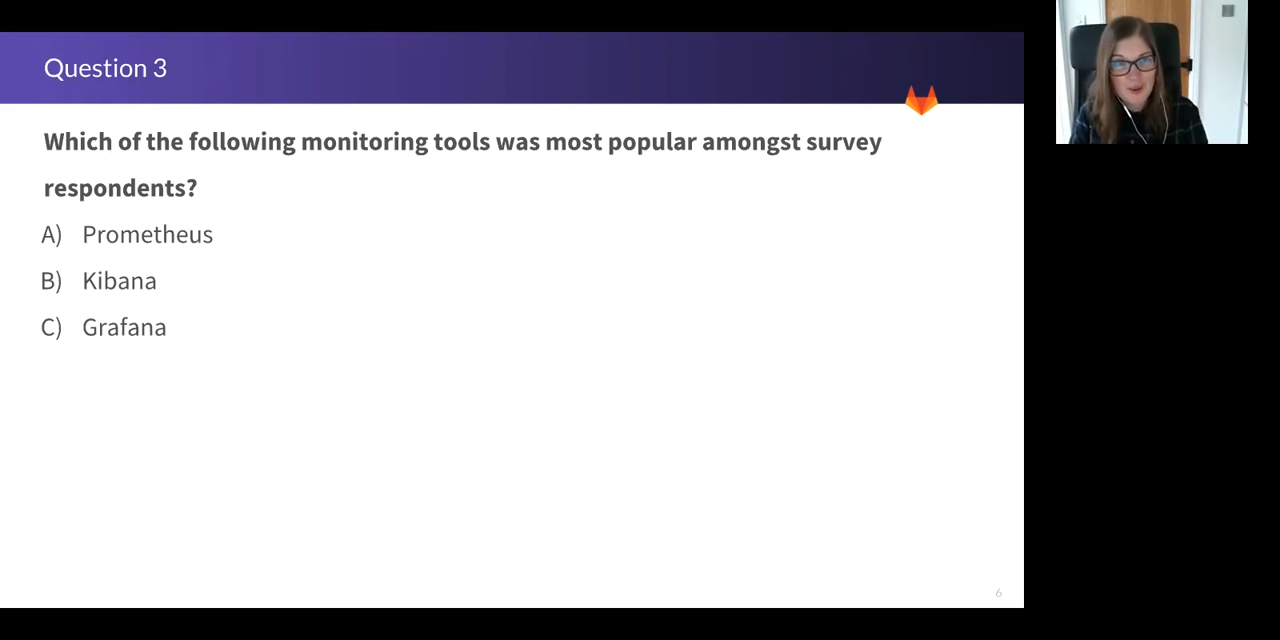 Question 3
Which of the following monitoring tools was most popular amongst survey
respondents?
A) Prometheus
B) Kibana
C) Grafana
6